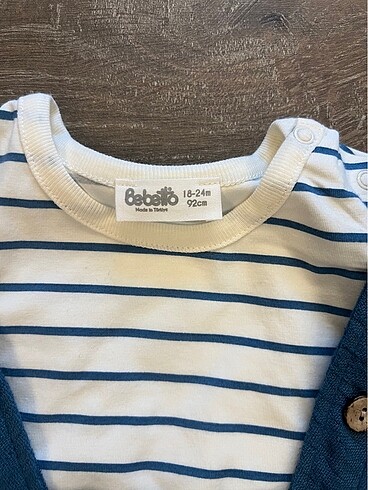 Bebetto
Made in Türkiye
18-24m
92cm